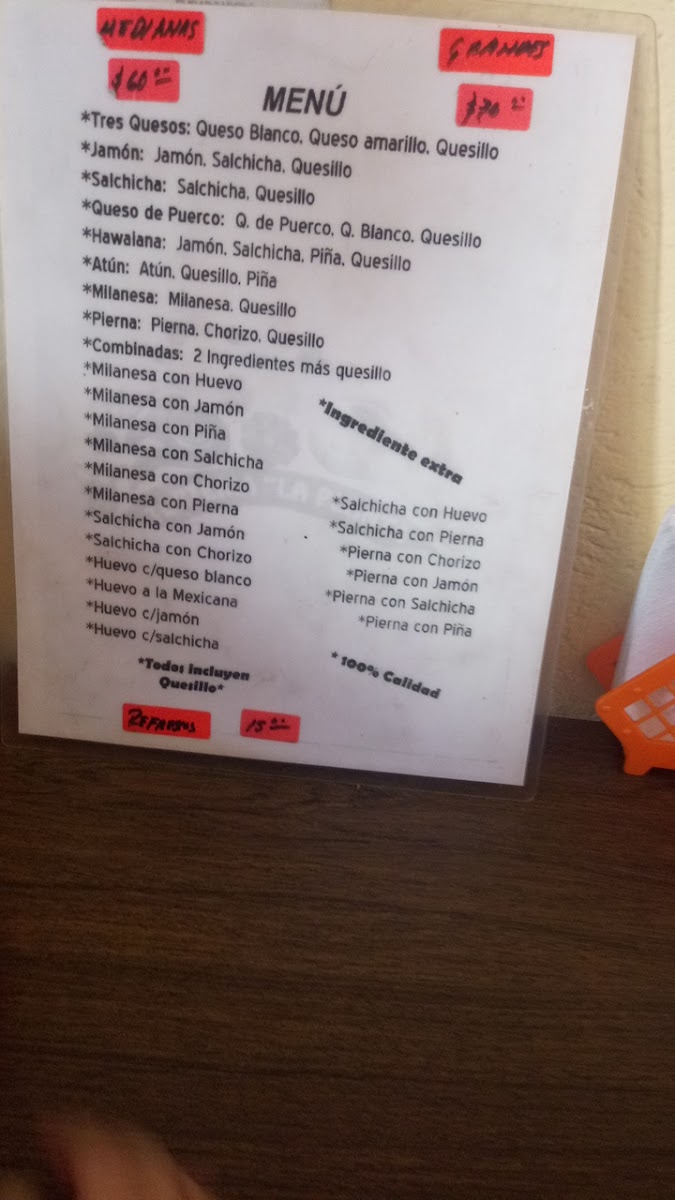 MEDIANAS
GRANDES
$60.00
$70.00
MENÚ
*Tres Quesos: Queso Blanco, Queso amarillo, Quesillo
*Jamón: Jamón, Salchicha, Quesillo
*Salchicha: Salchicha, Quesillo
*Queso de Puerco: Q. de Puerco, Q. Blanco, Quesillo
*Hawaiana: Jamón, Salchicha, Piña, Quesillo
*Atún: Atún, Quesillo, Piña
*Milanesa: Milanesa, Quesillo
*Pierna: Pierna, Chorizo, Quesillo
*Combinadas: 2 Ingredientes más quesillo
*Milanesa con Huevo
*Milanesa con Jamón
*Milanesa con Piña
*Milanesa con Salchicha
*Milanesa con Chorizo
*Milanesa con Pierna
*Salchicha con Jamón
*Salchicha con Chorizo
*Huevo c/queso blanco
*Huevo a la Mexicana
*Huevo c/jamón
*Huevo c/salchicha
*Ingrediente extra
*Salchicha con Huevo
*Salchicha con Pierna
*Pierna con Chorizo
*Pierna con Jamón
*Pierna con Salchicha
*Pierna con Piña
*Todos incluyen
Quesillo*
*100% Calidad
REFRESCOS
15.00